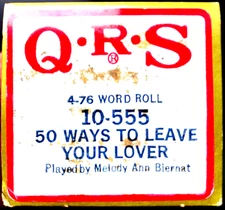 Q·R·S
®
4-76 WORD ROLL
10-555
50 WAYS TO LEAVE
YOUR LOVER
Played by Melody Ann Biernat